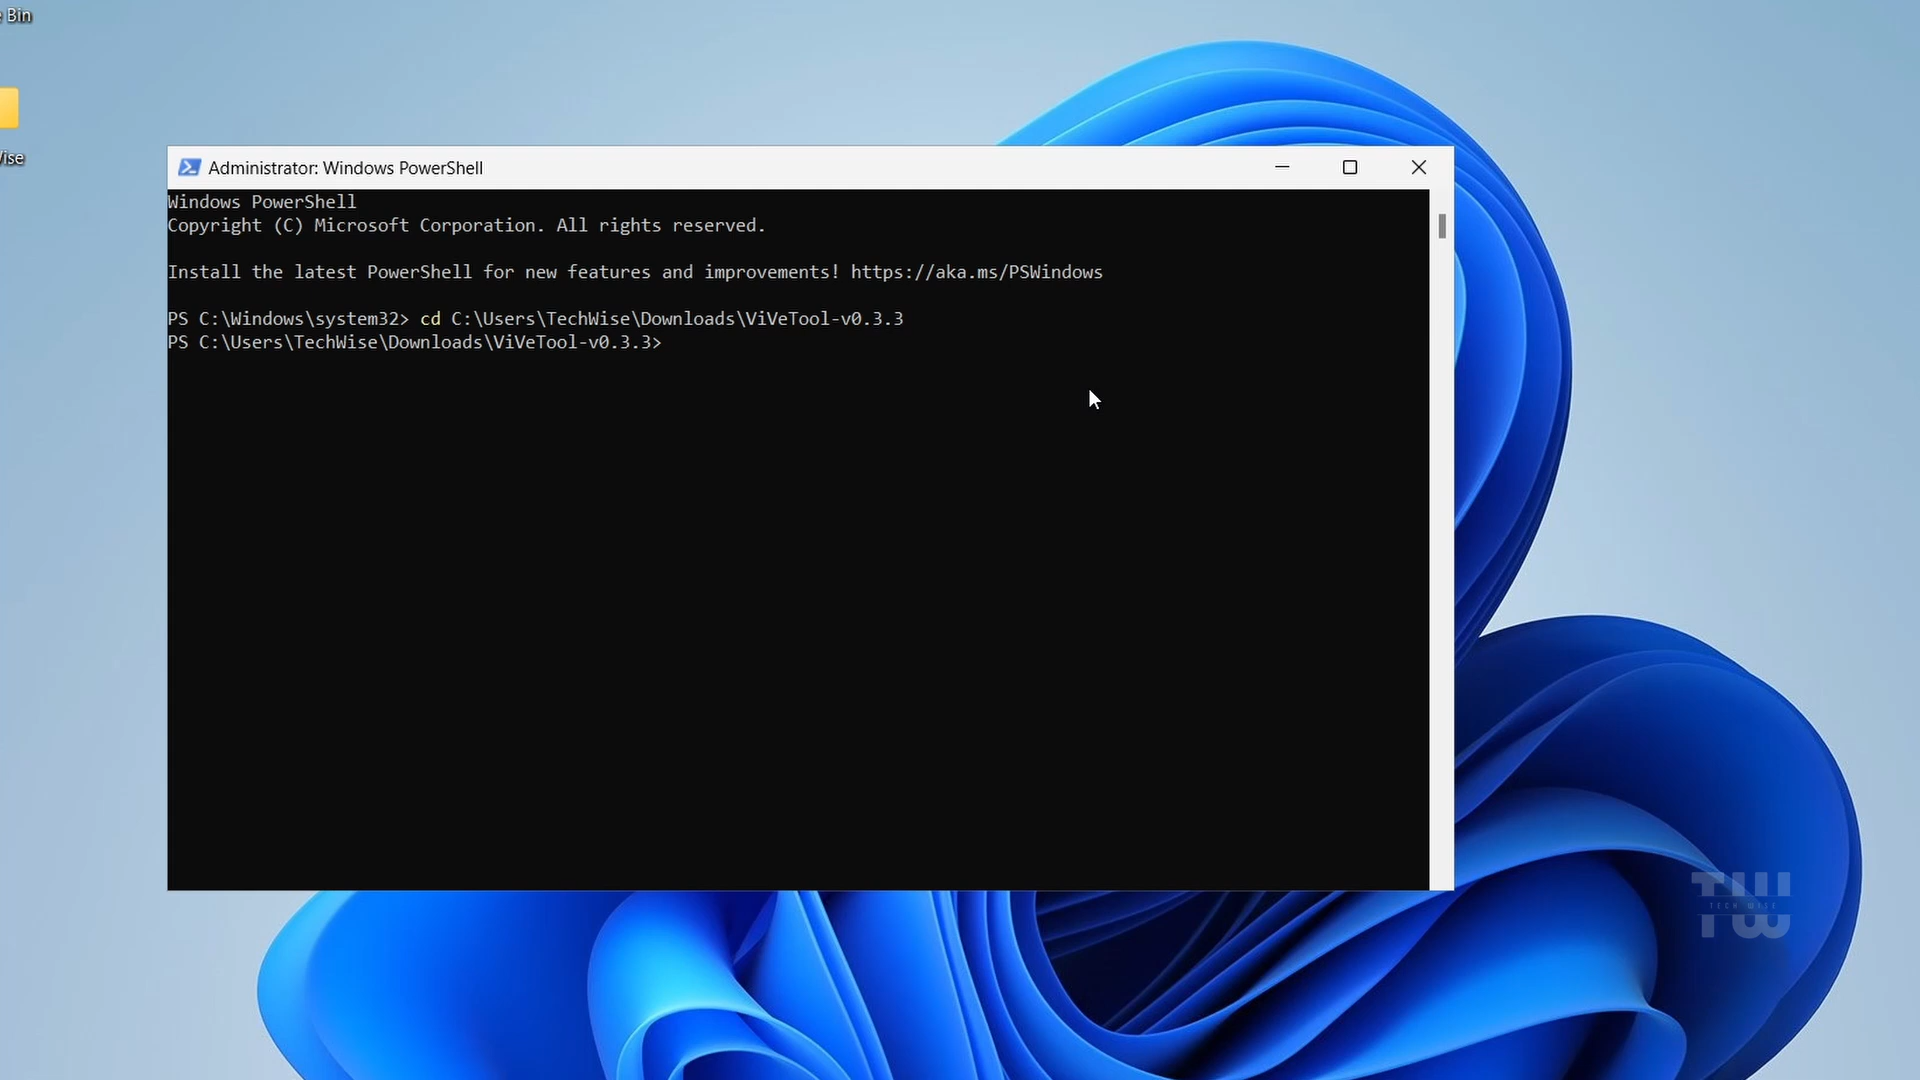 Bin
Administrator: Windows PowerShell
Windows PowerShell
Copyright (C) Microsoft Corporation. All rights reserved.
Install the latest PowerShell for new features and improvements! https://aka.ms/PSWindows
PS C:\Windows\system32> cd C:\Users\TechWise\Downloads\ViVeTool-v0.3.3
PS C:\Users\TechWise\Downloads\ViVeTool-v0.3.3>
TW
TECH WISE